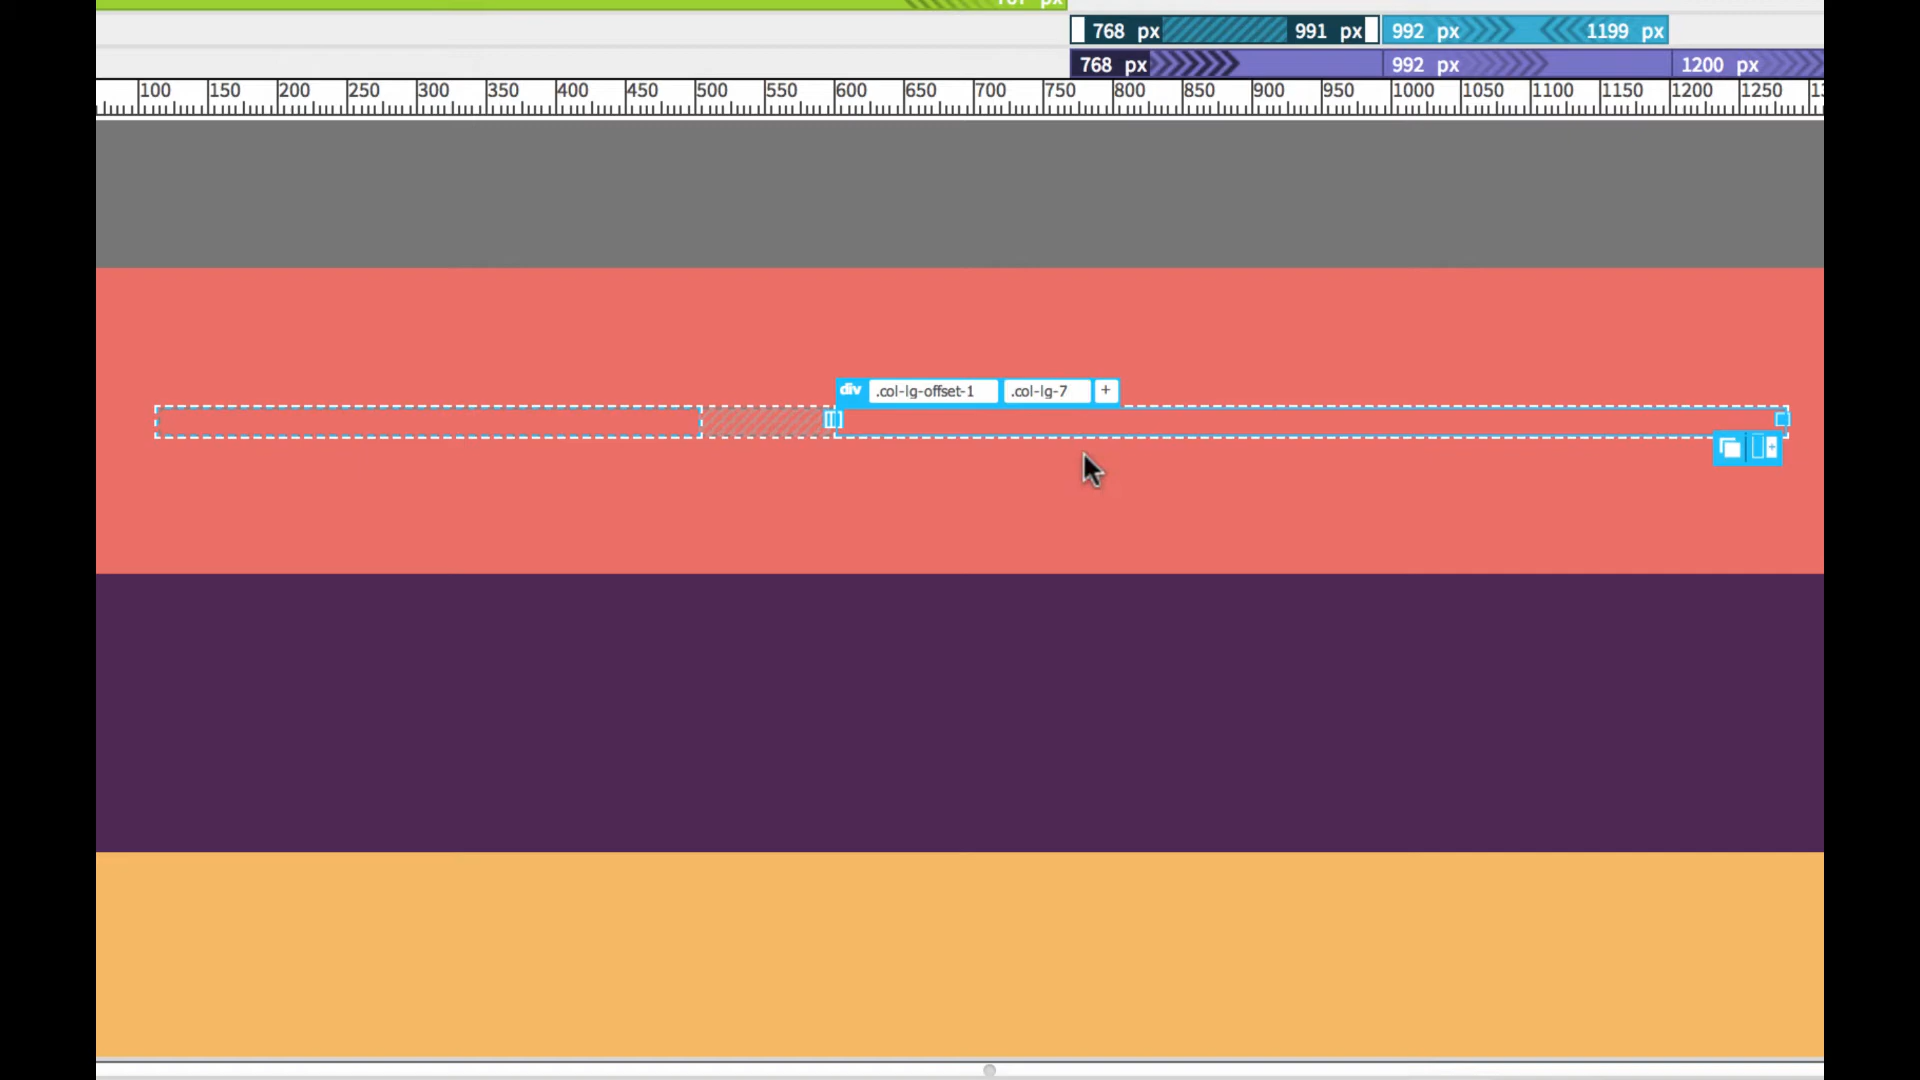 768 px 991 px 992 px 1199 px
768 px 992 px 1200 px
100 150 200 250 300 350 400 450 500 550 600 650 700 750 800 850 900 950 1000 1050 1100 1150 1200 1250
div .col-lg-offset-1 .col-lg-7 +